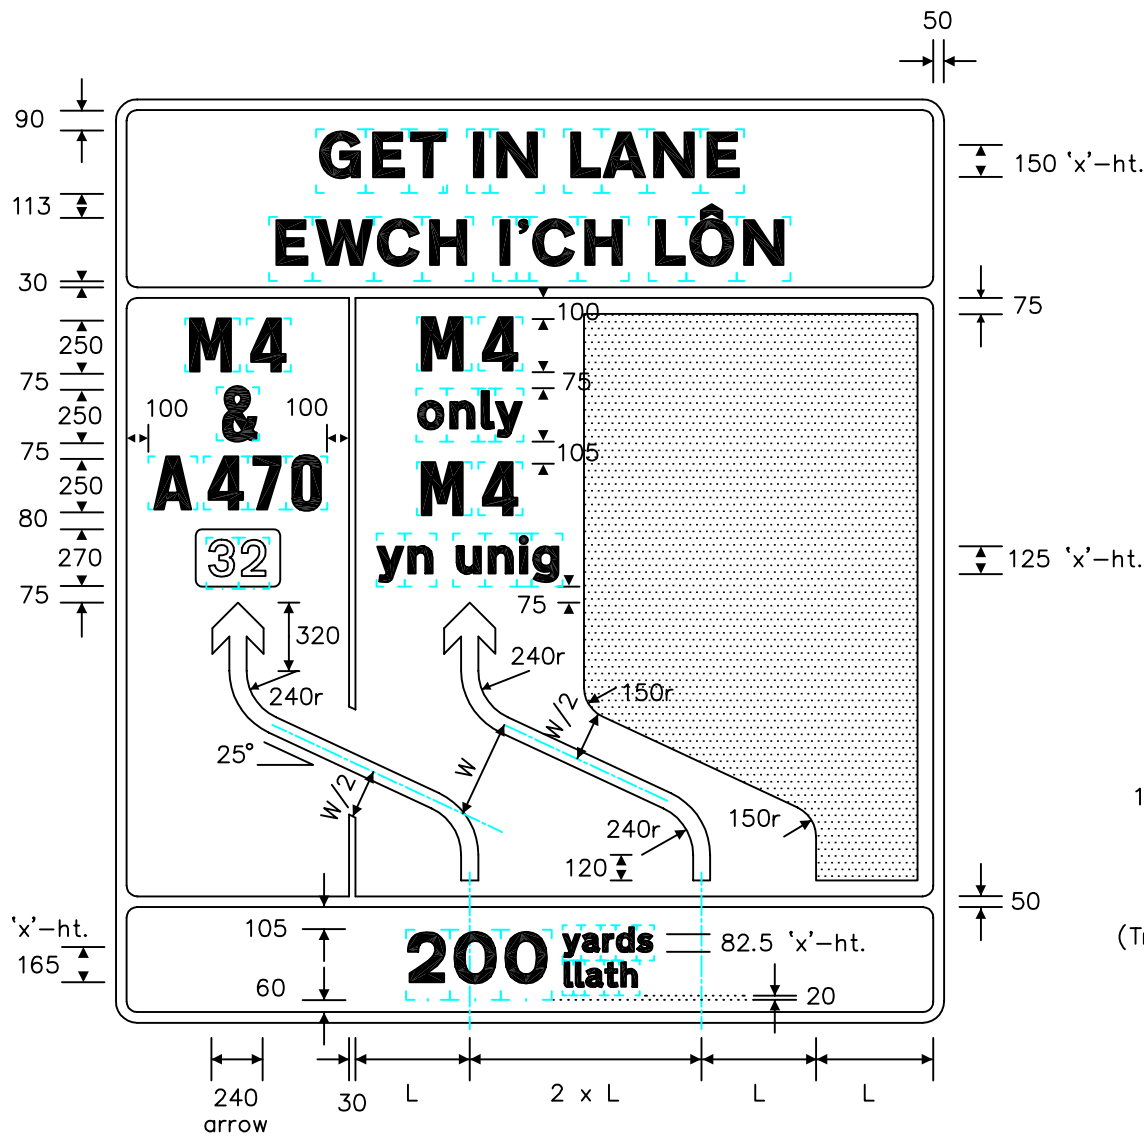 50
90
GET IN LANE
150 'x'-ht.
113
EWCH I'CH LÔN
30
75
100
250
M4
M4
75
75
100
100
250
&
only
75
105
250
A470
M4
80
270
32
yn unig
125 'x'-ht.
75
75
320
240r
240r
150r
W/2
25°
W
W/2
1
240r
150r
120
50
'x'-ht.
105
200 yards
82.5 'x'-ht.
(Tr
165
llath
60
20
240
30
L
2 x L
L
L
arrow